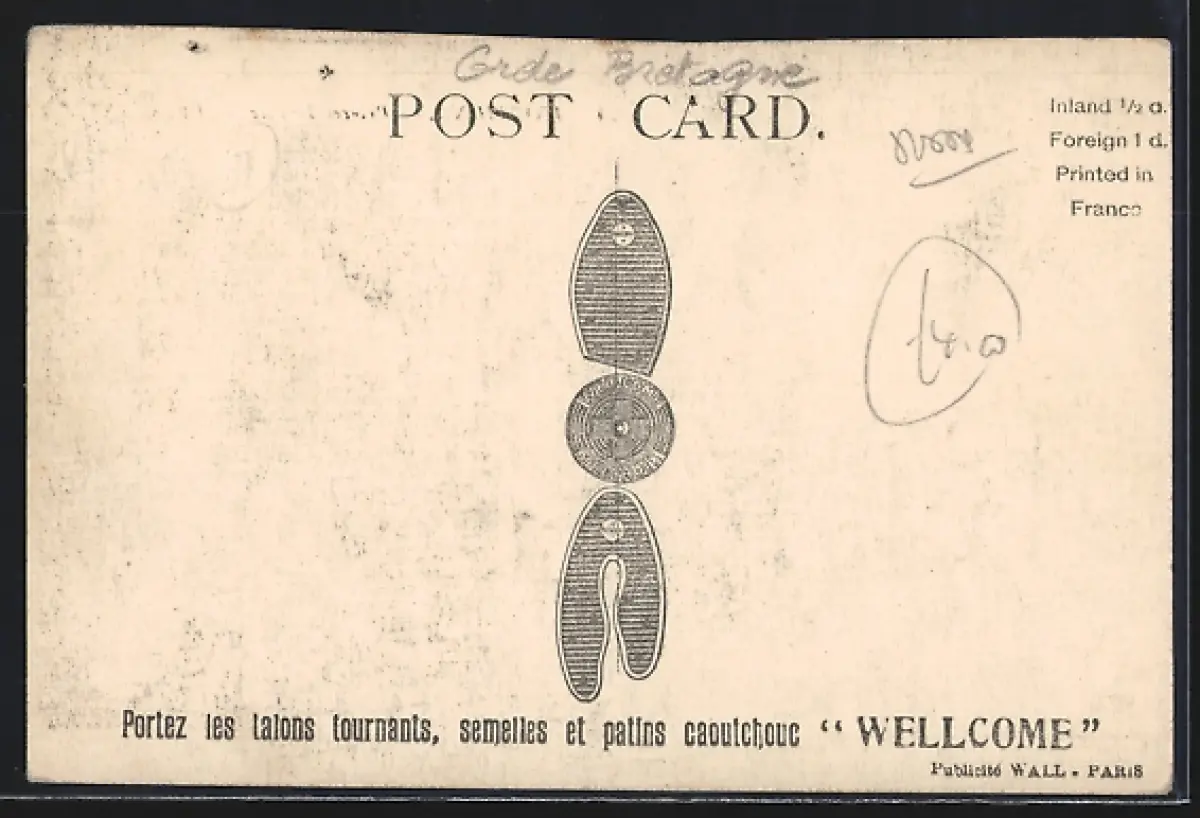 Grde Bretagne
POST CARD.
Inland 1/2 d.
Foreign 1 d.
Printed in
France
Portez les talons tournants, semelles et patins caoutchouc “ WELLCOME ”
Publicité WALL - PARIS